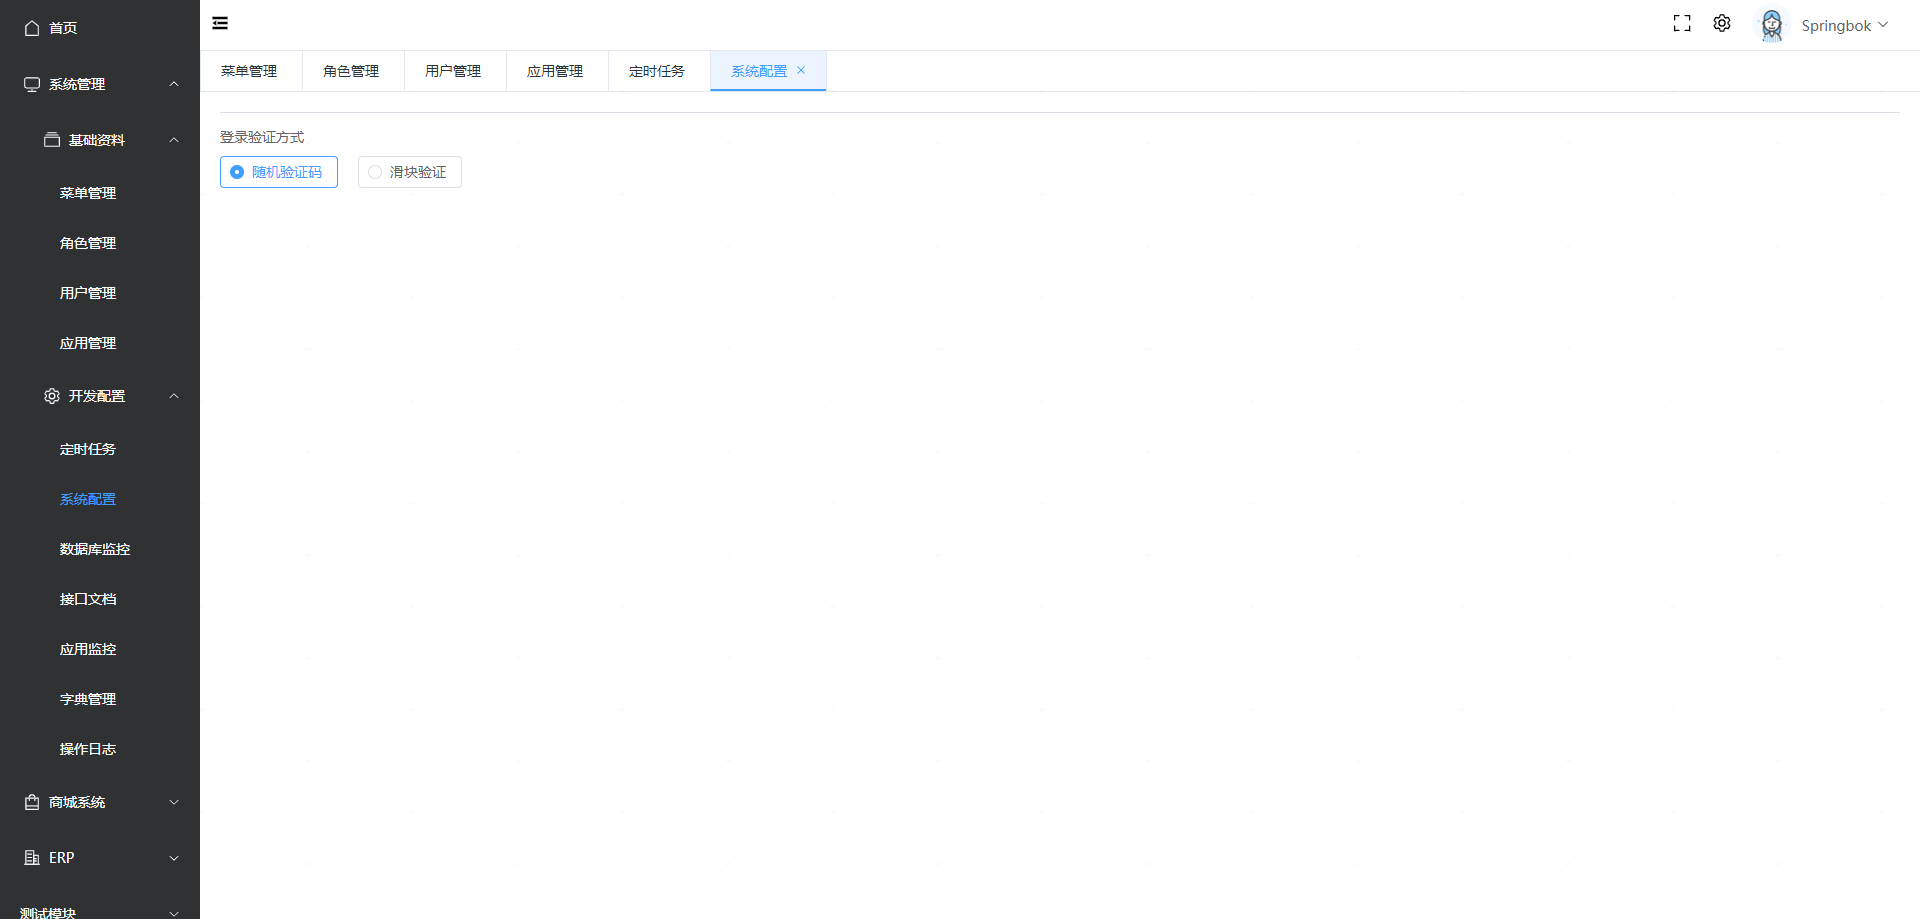 首页
系统管理
基础资料
菜单管理
角色管理
用户管理
应用管理
开发配置
定时任务
系统配置
数据库监控
接口文档
应用监控
字典管理
操作日志
商城系统
ERP
测试模块
Springbok
菜单管理 角色管理 用户管理 应用管理 定时任务 系统配置
登录验证方式
随机验证码 滑块验证